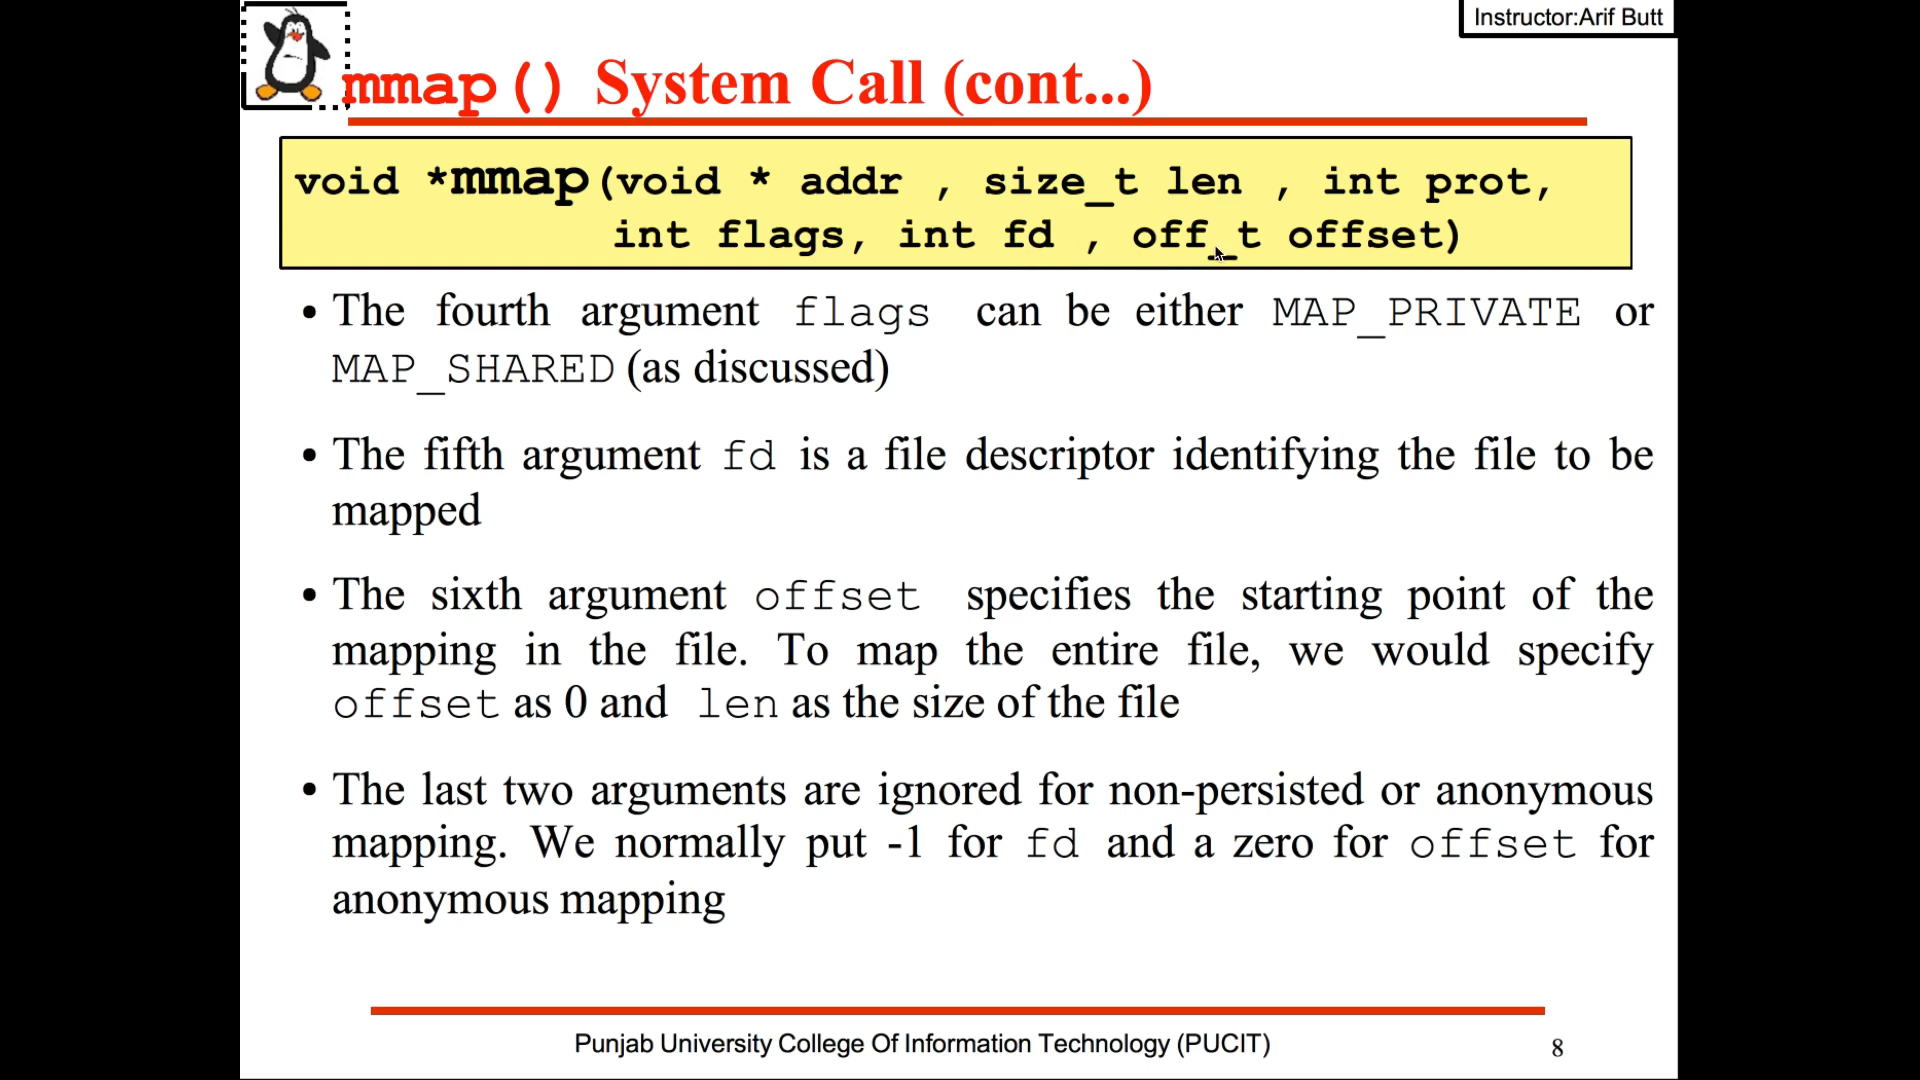 Instructor:Arif Butt
mmap() System Call (cont...)
void *mmap(void * addr , size_t len , int prot,
int flags, int fd , off_t offset)
• The fourth argument flags can be either MAP_PRIVATE or
MAP_SHARED (as discussed)
• The fifth argument fd is a file descriptor identifying the file to be
mapped
• The sixth argument offset specifies the starting point of the
mapping in the file. To map the entire file, we would specify
offset as 0 and len as the size of the file
• The last two arguments are ignored for non-persisted or anonymous
mapping. We normally put -1 for fd and a zero for offset for
anonymous mapping
Punjab University College Of Information Technology (PUCIT)
8